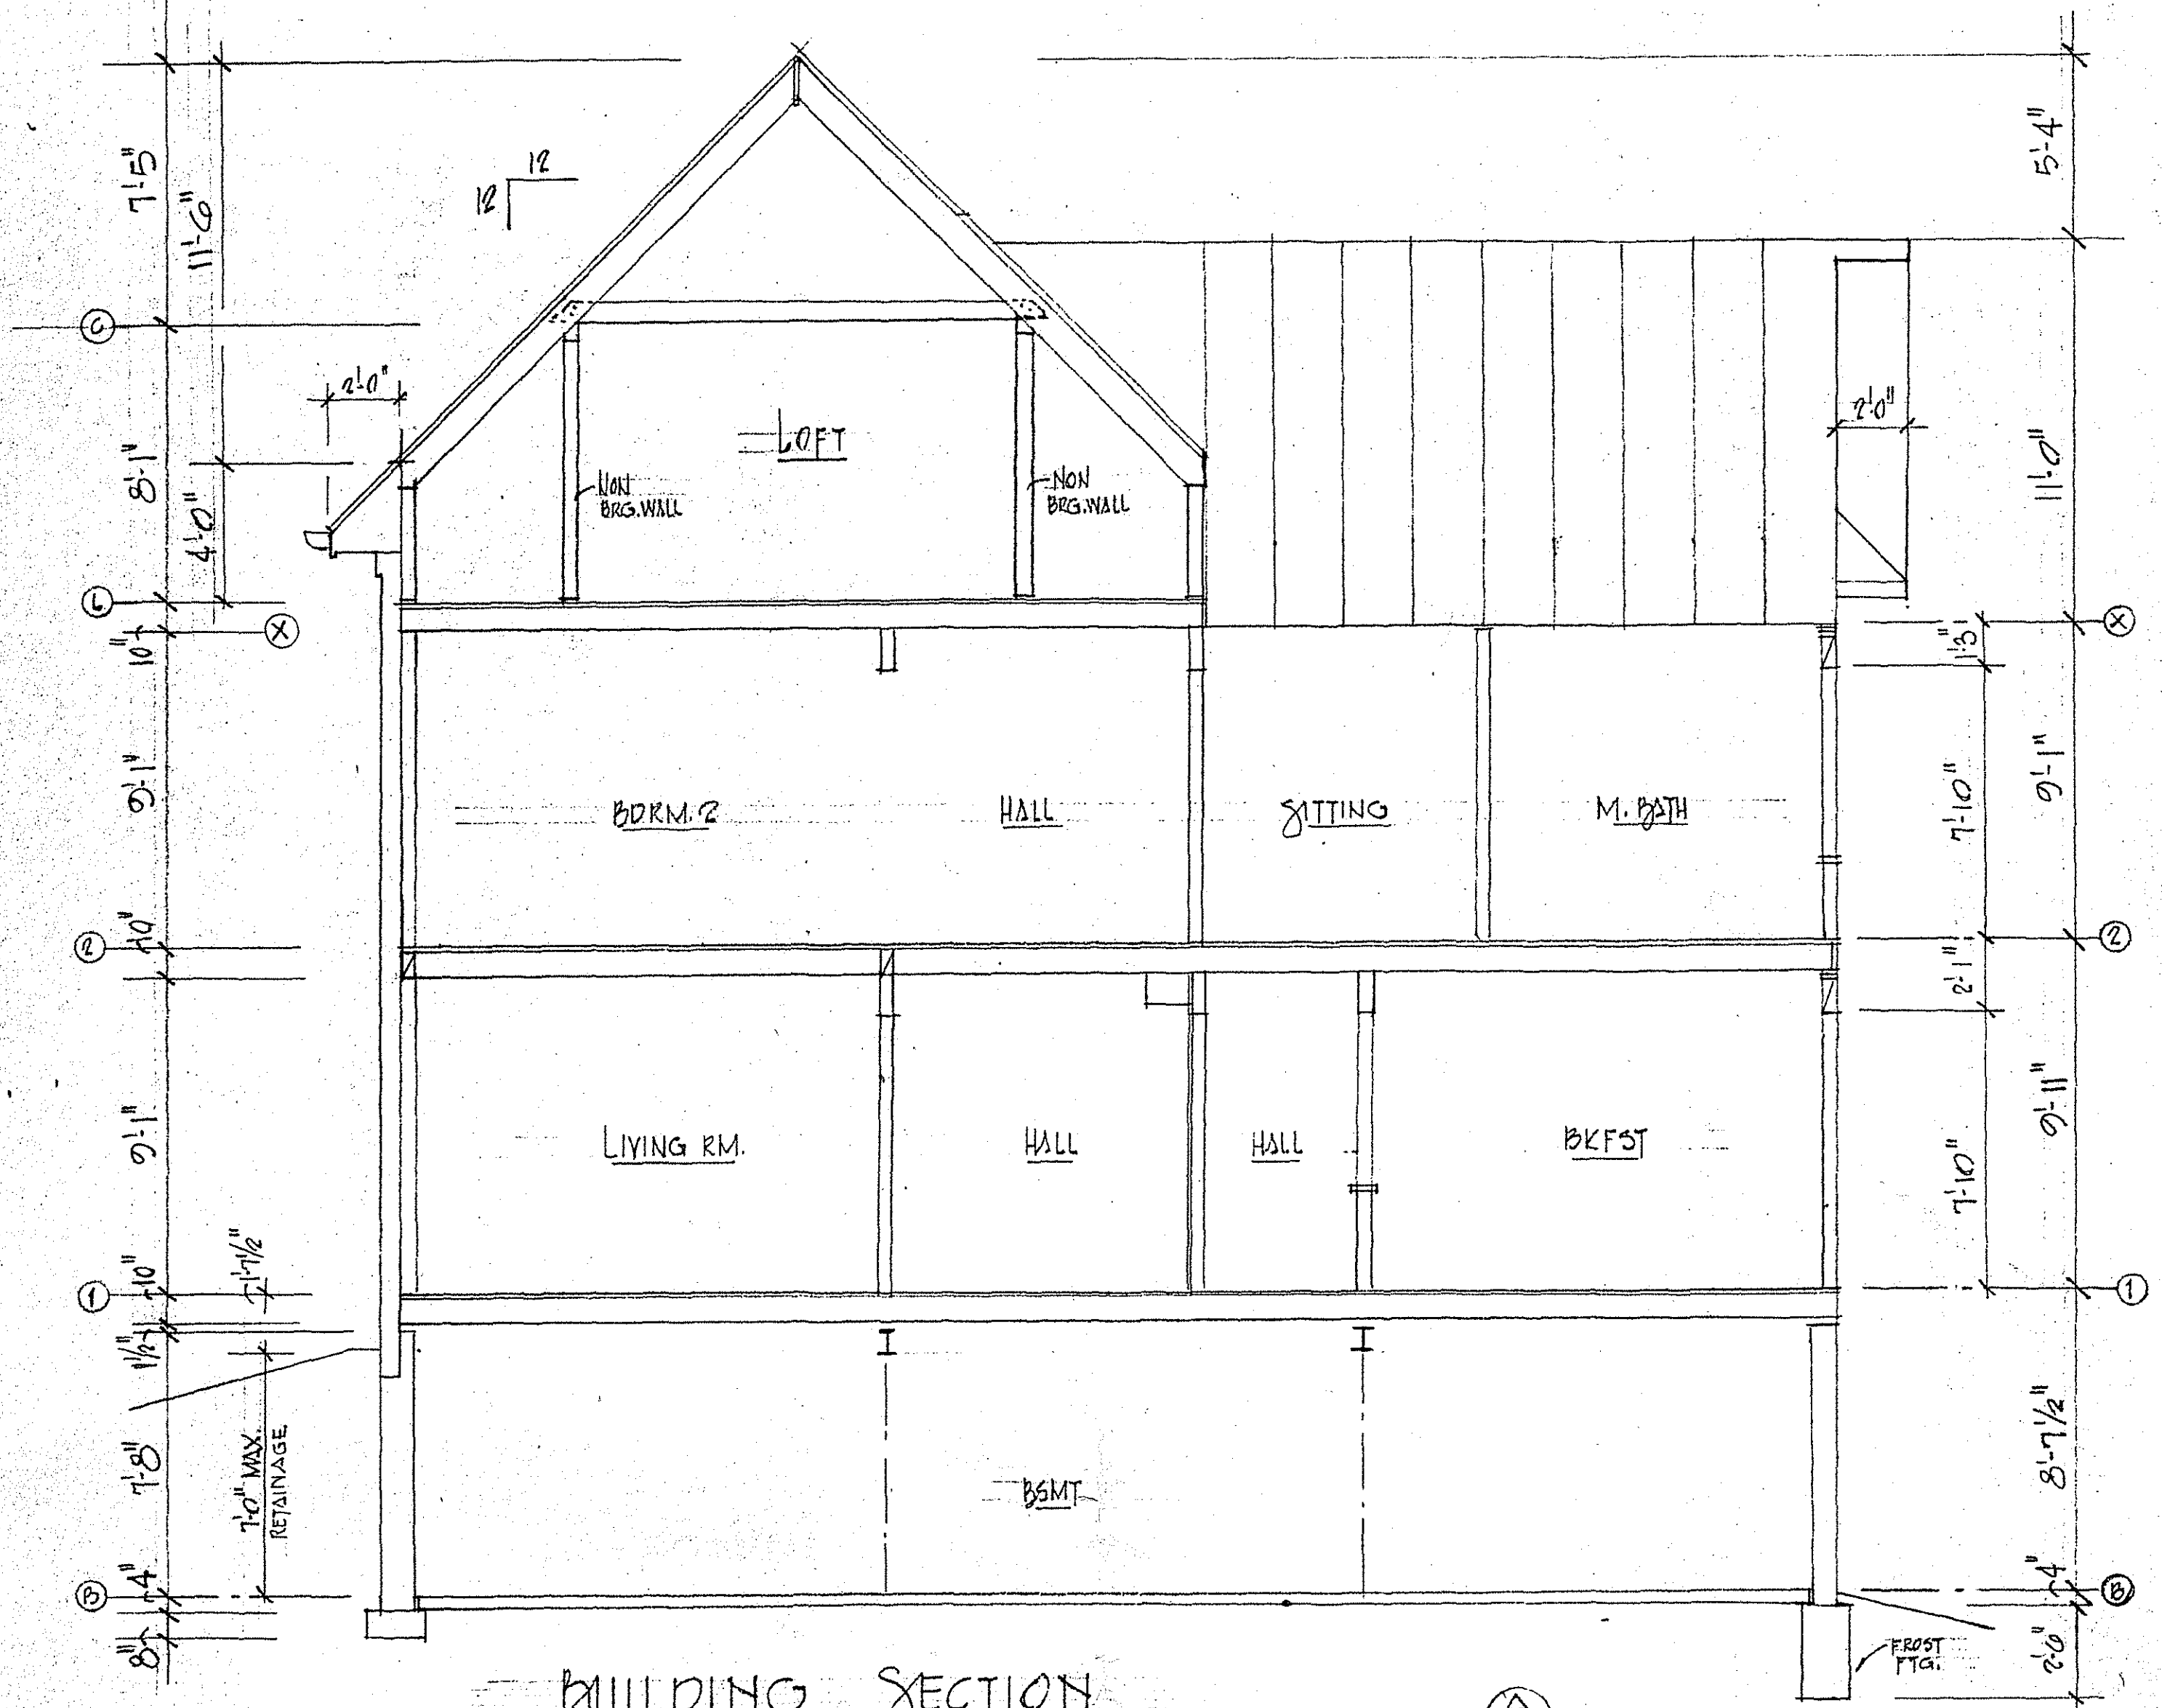 7'-5"
11'-6"
12
12
5'-4"
C
2'-0"
LOFT
2'-0"
8'-1"
4'-0"
NON
BRG. WALL
NON
BRG. WALL
11'-0"
X
10"
X
1'-3"
9'-1"
BDRM. 2
HALL
SITTING
M. BATH
7'-10"
9'-1"
10"
2
2
2'-1"
9'-1"
LIVING RM.
HALL
HALL
BKFST
7'-10"
9'-11"
10"
1'-7 1/2"
1
1
1 1/2"
7'-8"
7'-0" MAX.
RETAINAGE
BSMT
8'-7 1/2"
4"
B
4"
B
8"
FROST
FTG.
2'-0"
BUILDING SECTION
A